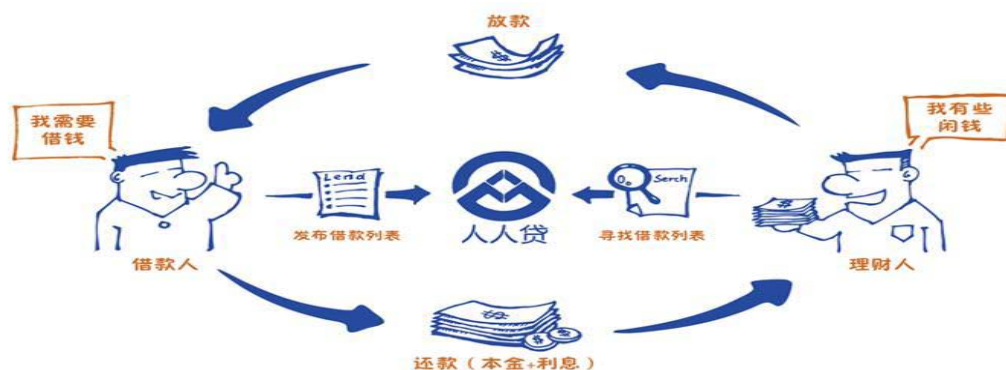 放款
我需要
借钱
我有些
闲钱
Lend
Serch
发布借款列表
人人贷
寻找借款列表
借款人
理财人
还款（本金+利息）